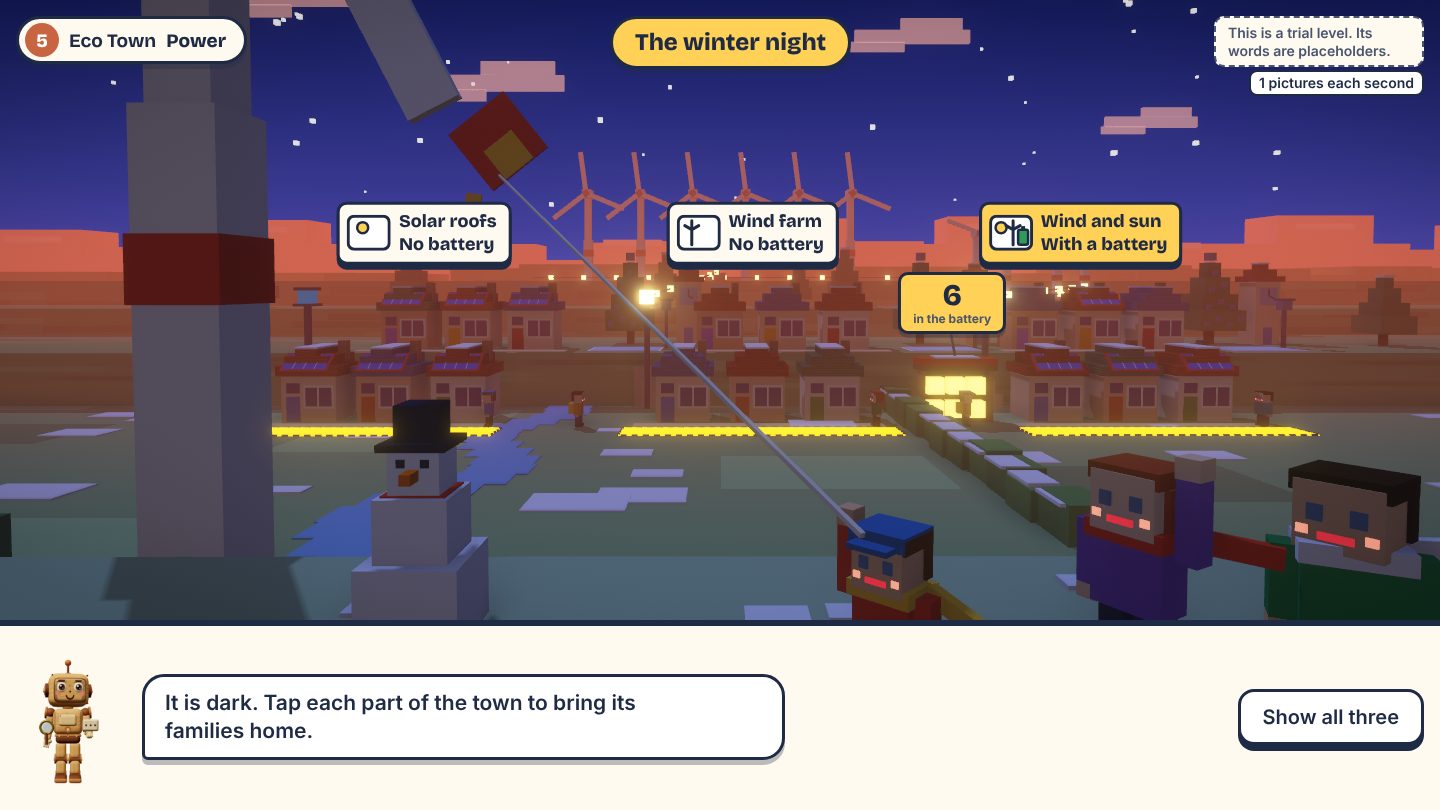 5 Eco Town Power
The winter night
This is a trial level. Its
words are placeholders.
1 pictures each second
Solar roofs
No battery
Wind farm
No battery
Wind and sun
With a battery
6
in the battery
It is dark. Tap each part of the town to bring its
families home.
Show all three